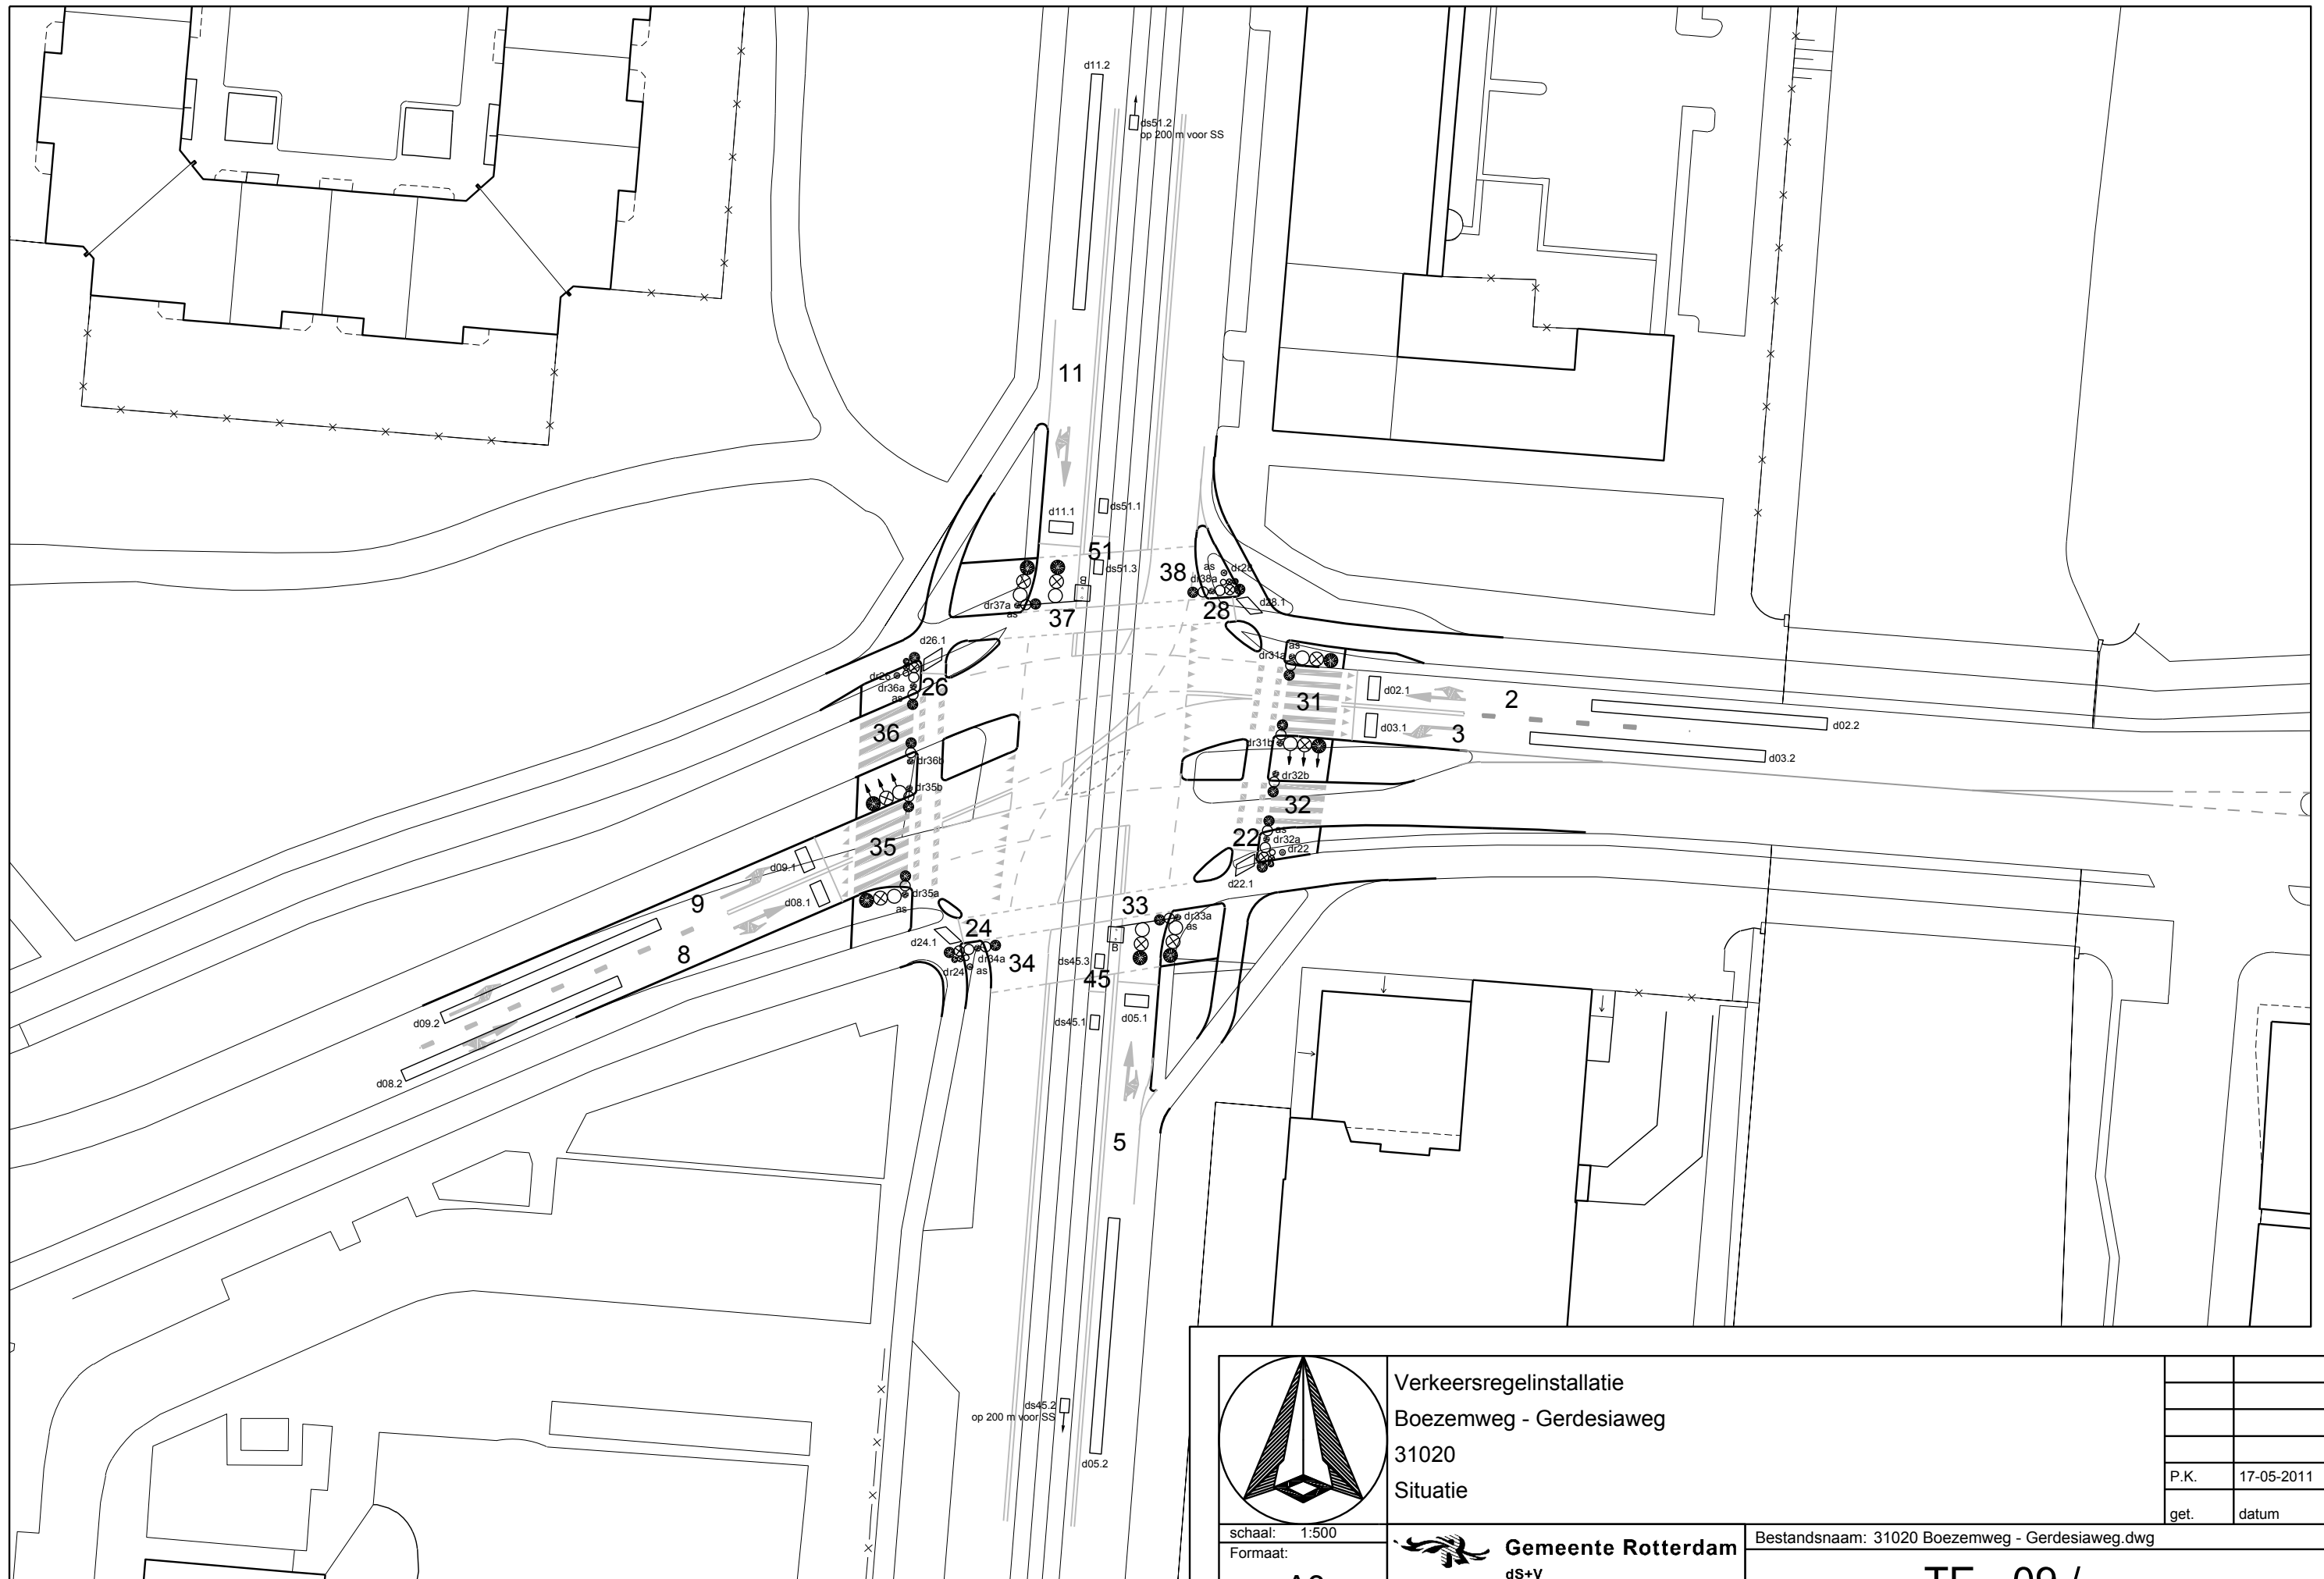 d11.2
ds51.2
op 200 m voor SS
11
d11.1
ds51.1
51
ds51.3
B
38
as
dr28
dr38a
28
d28.1
dr37a
as
37
d26.1
dr26
dr36a
as
26
as
dr31a
31
d02.1
2
d02.2
36
d03.1
3
d03.2
dr31b
dr36b
dr35b
dr32b
32
35
22
as
dr32a
dr22
d22.1
d09.1
d08.1
dr35a
as
9
33
dr33a
as
24
d24.1
8
dr34a
as
dr24
34
B
ds45.3
45
d09.2
ds45.1
d05.1
d08.2
5
ds45.2
op 200 m voor SS
d05.2
Verkeersregelinstallatie
Boezemweg - Gerdesiaweg
31020
Situatie
P.K. 17-05-2011
get. datum
schaal: 1:500
Formaat:
Gemeente Rotterdam
dS+V
Bestandsnaam: 31020 Boezemweg - Gerdesiaweg.dwg